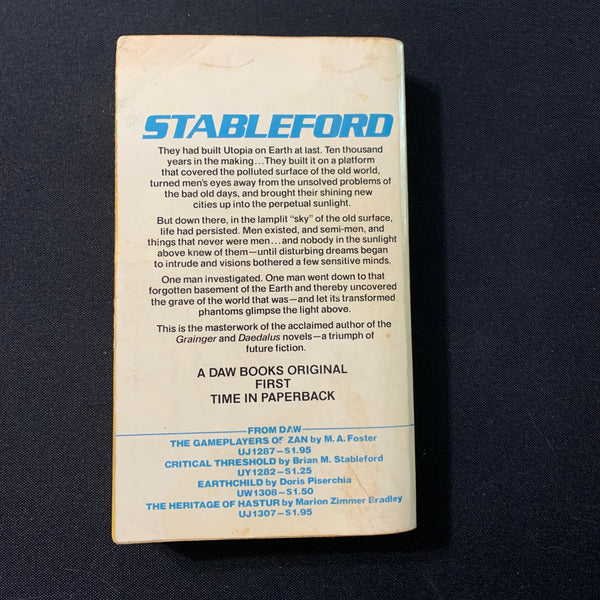 STABLEFORD
They had built Utopia on Earth at last. Ten thousand
years in the making...They built it on a platform
that covered the polluted surface of the old world,
turned men's eyes away from the unsolved problems of
the bad old days, and brought their shining new
cities up into the perpetual sunlight.
But down there, in the lamplit "sky" of the old surface,
life had persisted. Men existed, and semi-men, and
things that never were men...and nobody in the sunlight
above knew of them—until disturbing dreams began
to intrude and visions bothered a few sensitive minds.
One man investigated. One man went down to that
forgotten basement of the Earth and thereby uncovered
the grave of the world that was—and let its transformed
phantoms glimpse the light above.
This is the masterwork of the acclaimed author of the
Grainger and Daedalus novels—a triumph of
future fiction.
A DAW BOOKS ORIGINAL
FIRST
TIME IN PAPERBACK
FROM DAW
THE GAMEPLAYERS OF ZAN by M. A. Foster
UJ1287—$1.95
CRITICAL THRESHOLD by Brian M. Stableford
UY1282—$1.25
EARTHCHILD by Doris Piserchia
UW1308—$1.50
THE HERITAGE OF HASTUR by Marion Zimmer Bradley
UJ1307—$1.95